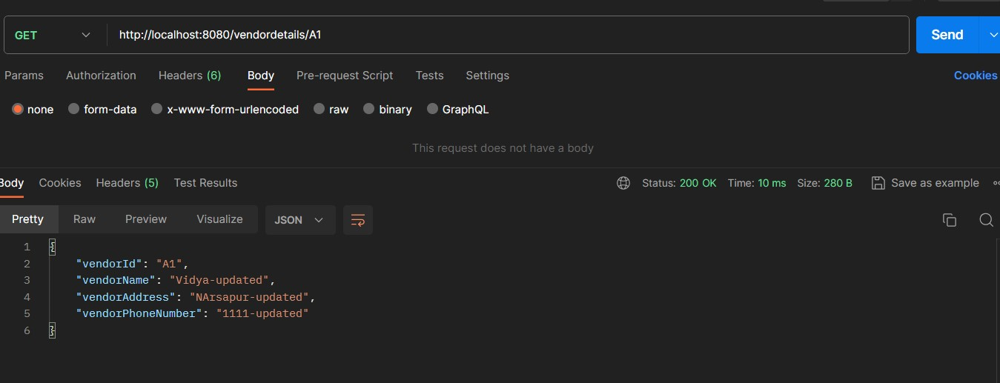 GET http://localhost:8080/vendordetails/A1 Send
Params Authorization Headers (6) Body Pre-request Script Tests Settings Cookies
none form-data x-www-form-urlencoded raw binary GraphQL
This request does not have a body
Body Cookies Headers (5) Test Results Status: 200 OK Time: 10 ms Size: 280 B Save as example
Pretty Raw Preview Visualize JSON
1 {
2 "vendorId": "A1",
3 "vendorName": "Vidya-updated",
4 "vendorAddress": "NArsapur-updated",
5 "vendorPhoneNumber": "1111-updated"
6 }